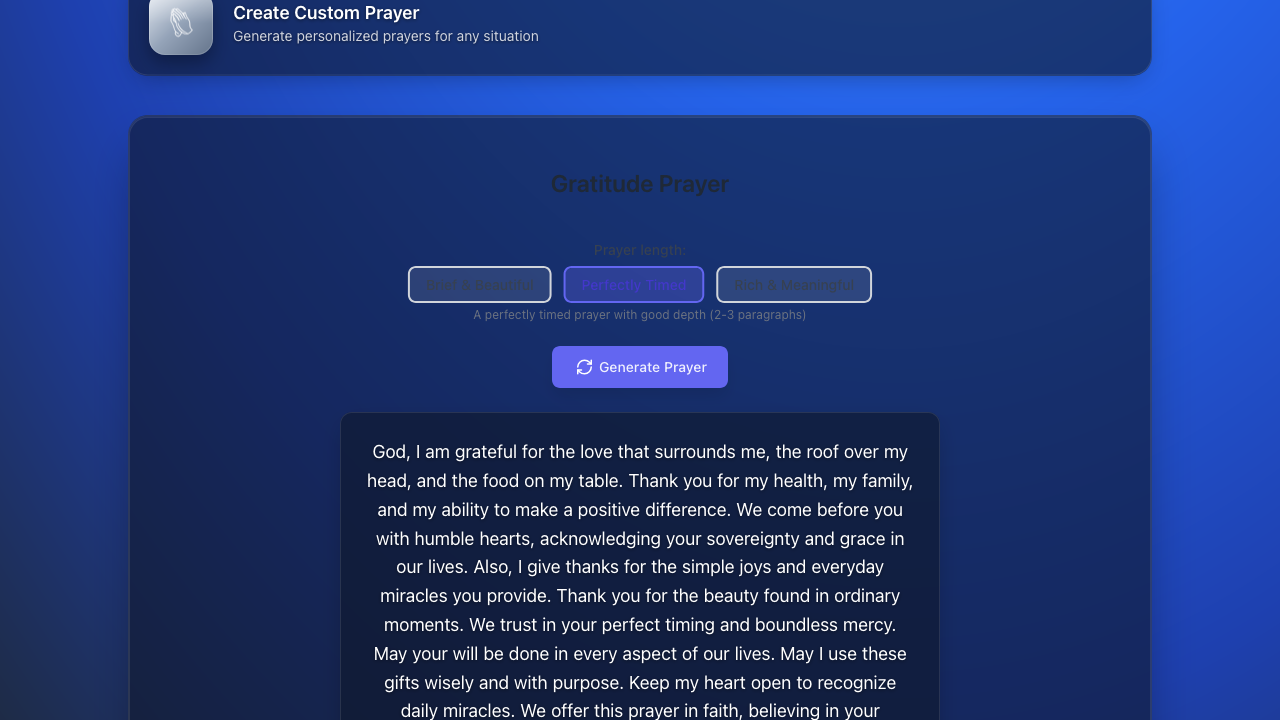 Create Custom Prayer
Generate personalized prayers for any situation
Gratitude Prayer
Prayer length:
Brief & Beautiful
Perfectly Timed
Rich & Meaningful
A perfectly timed prayer with good depth (2-3 paragraphs)
Generate Prayer
God, I am grateful for the love that surrounds me, the roof over my
head, and the food on my table. Thank you for my health, my family,
and my ability to make a positive difference. We come before you
with humble hearts, acknowledging your sovereignty and grace in
our lives. Also, I give thanks for the simple joys and everyday
miracles you provide. Thank you for the beauty found in ordinary
moments. We trust in your perfect timing and boundless mercy.
May your will be done in every aspect of our lives. May I use these
gifts wisely and with purpose. Keep my heart open to recognize
daily miracles. We offer this prayer in faith, believing in your